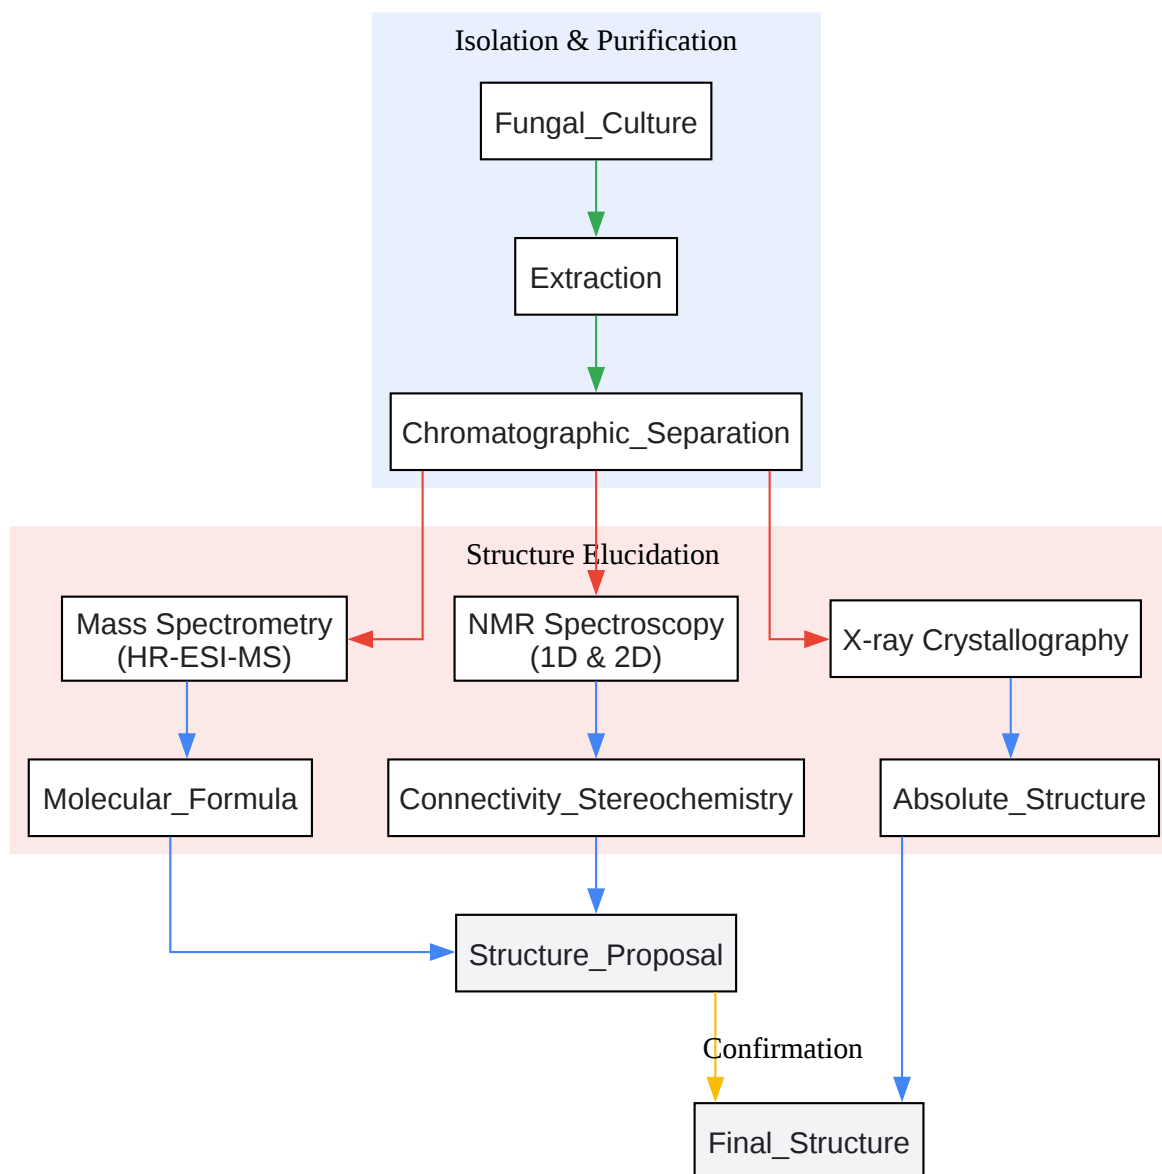 Isolation & Purification
Fungal_Culture
Extraction
Chromatographic_Separation
Structure Elucidation
Mass Spectrometry
(HR-ESI-MS)
NMR Spectroscopy
(1D & 2D)
X-ray Crystallography
Molecular_Formula
Connectivity_Stereochemistry
Absolute_Structure
Structure_Proposal
Confirmation
Final_Structure